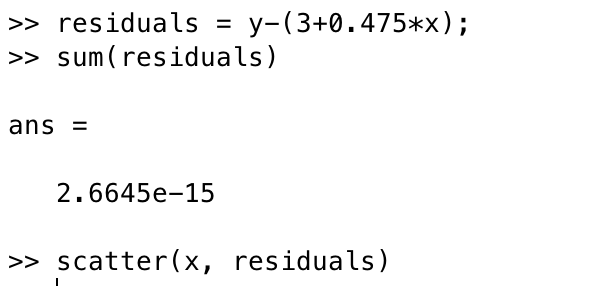 >> residuals = y-(3+0.475*x);
>> sum(residuals)
ans =
2.6645e-15
>> scatter(x, residuals)